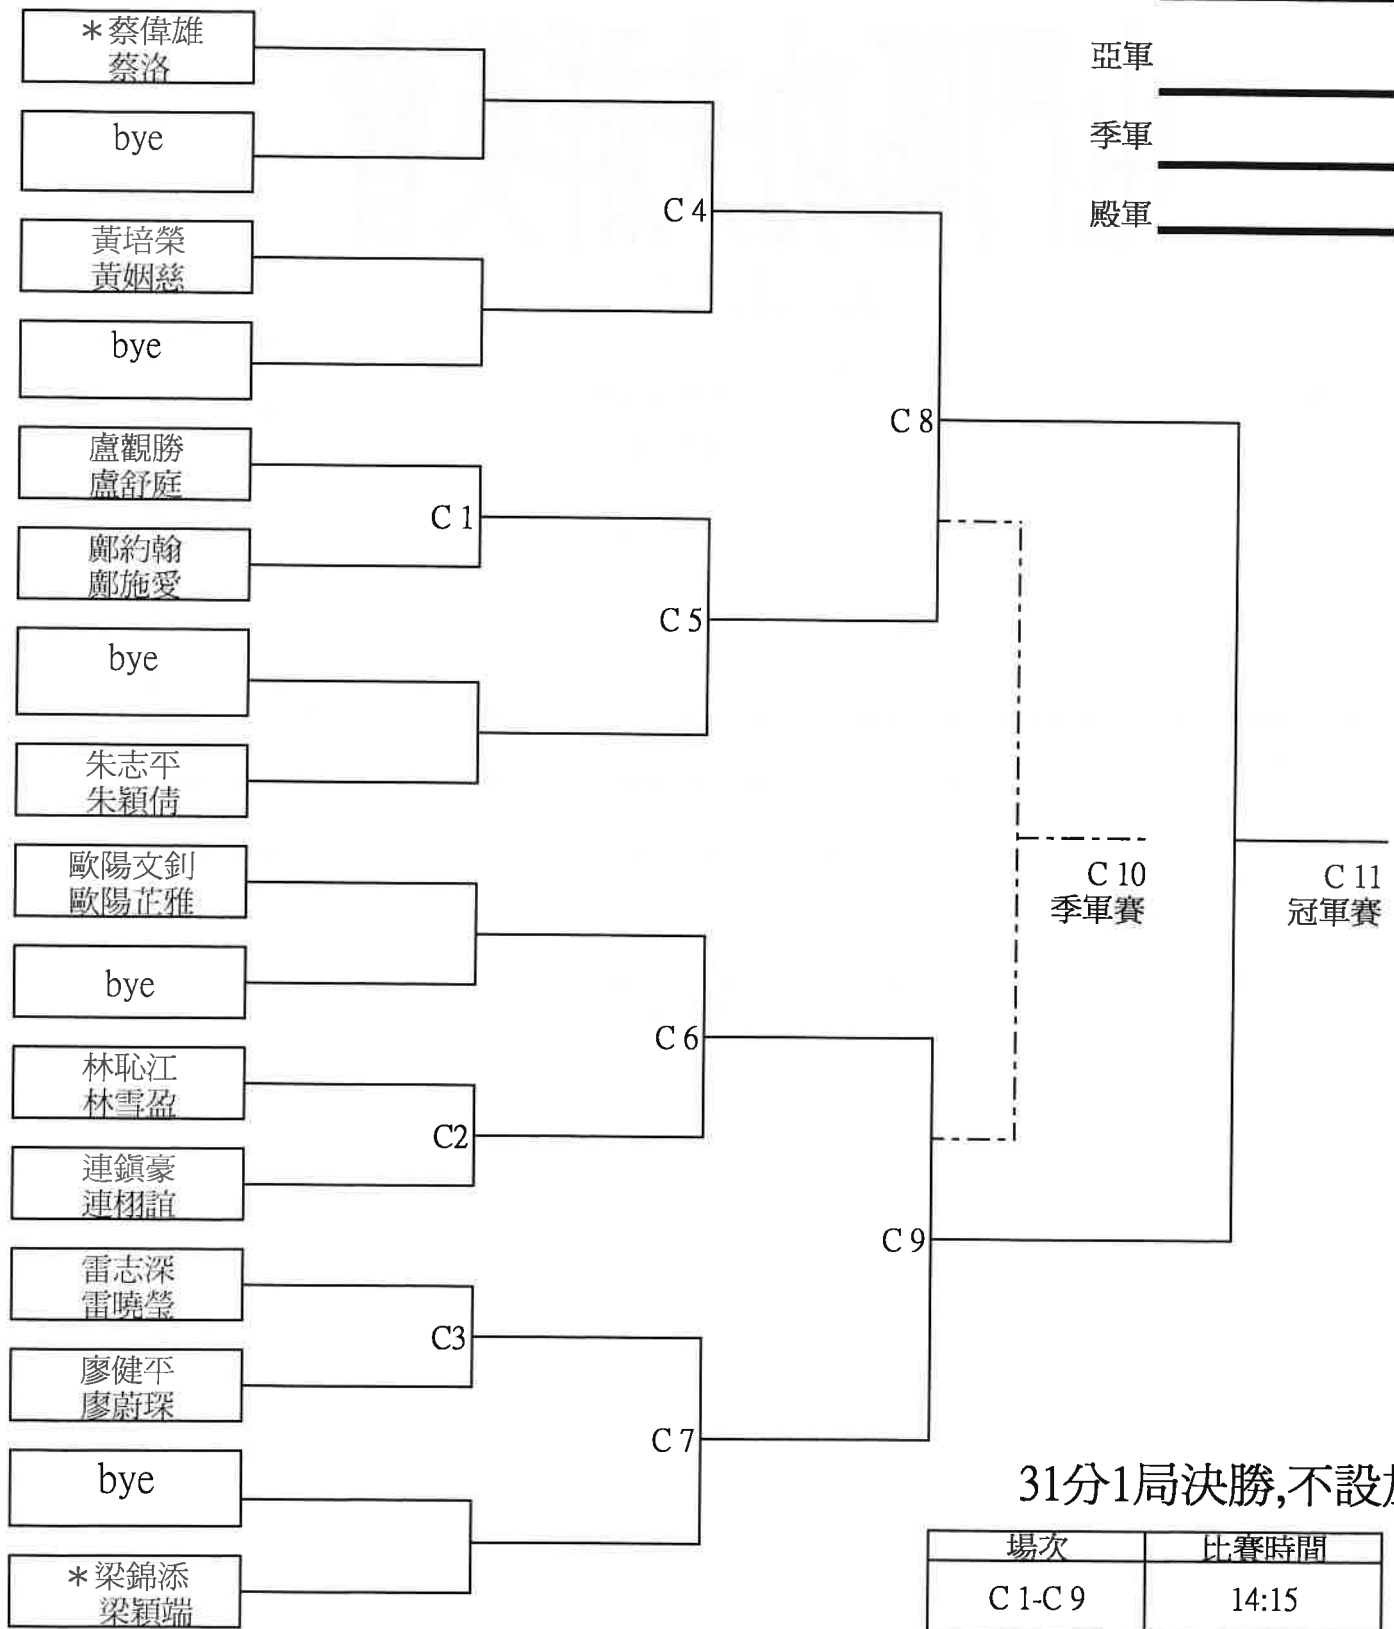 ＊蔡偉雄
蔡洛
bye
黃培榮
黃姻慈
bye
盧觀勝
盧舒庭
鄺約翰
鄺施愛
bye
朱志平
朱穎倩
歐陽文釗
歐陽芷雅
bye
林恥江
林雪盈
連鎮豪
連栩誼
雷志深
雷曉瑩
廖健平
廖蔚琛
bye
＊梁錦添
梁穎端
C 1
C2
C3
C 4
C 5
C 6
C 7
C 8
C 9
C 10
季軍賽
C 11
冠軍賽
亞軍
季軍
殿軍
31分1局決勝,不設
場次 比賽時間
C 1-C 9 14:15